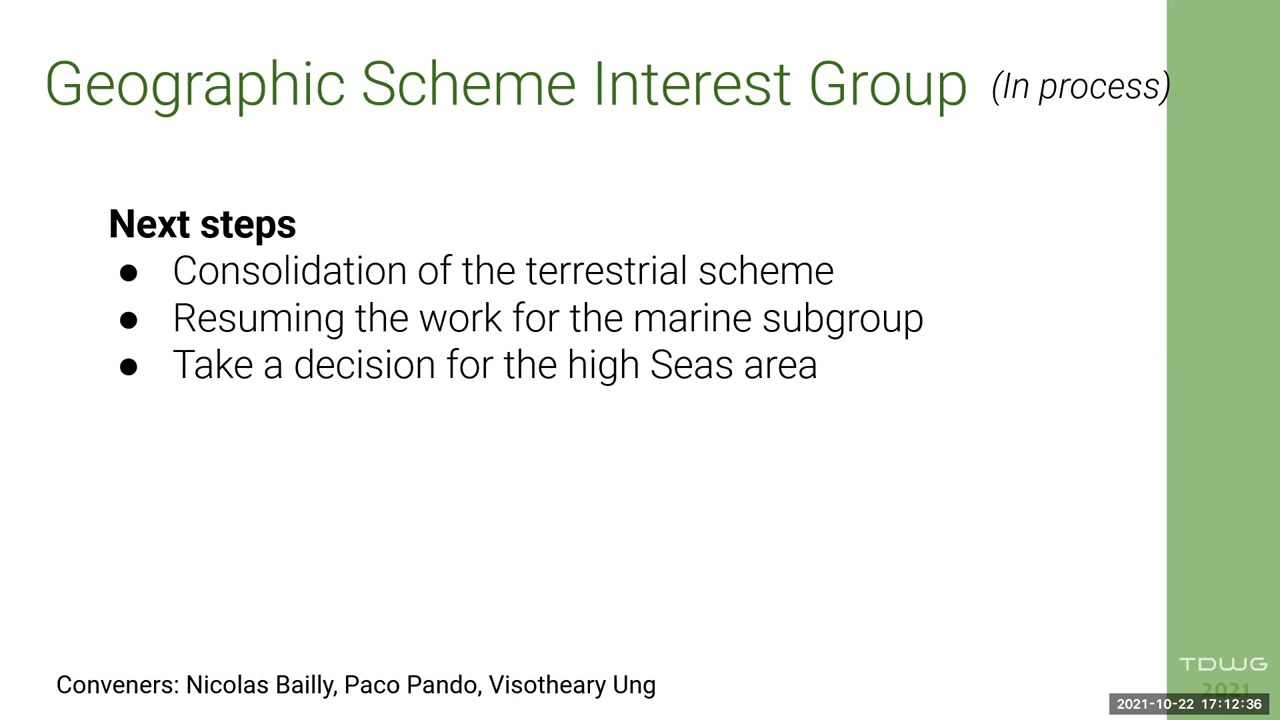 Geographic Scheme Interest Group (In process)
Next steps
● Consolidation of the terrestrial scheme
● Resuming the work for the marine subgroup
● Take a decision for the high Seas area
Conveners: Nicolas Bailly, Paco Pando, Visotheary Ung
TDWG
2021
2021-10-22 17:12:36